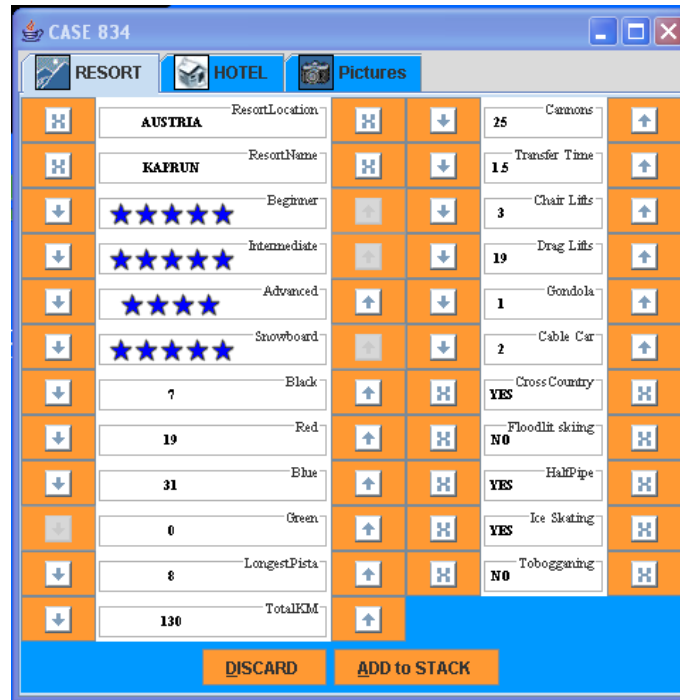 CASE 834
RESORT HOTEL Pictures
ResortLocation
AUSTRIA
ResortName
KAPRUN
Beginner
Intermediate
Advanced
Snowboard
Black
7
Red
19
Blue
31
Green
0
LongestPista
8
TotalKM
130
Cannons
25
Transfer Time
1.5
Chair Lifts
3
Drag Lifts
19
Gondola
1
Cable Car
2
CrossCountry
YES
Floodlit skiing
NO
HalfPipe
YES
Ice Skating
YES
Tobogganing
NO
DISCARD ADD to STACK